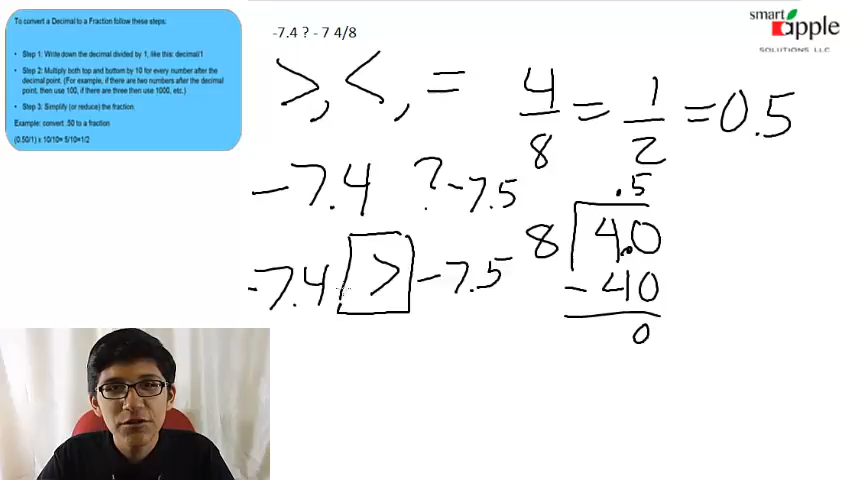 To convert a Decimal to a Fraction follow these steps:
• Step 1: Write down the decimal divided by 1, like this: decimal/1
• Step 2: Multiply both top and bottom by 10 for every number after the
decimal point. (For example, if there are two numbers after the decimal
point, then use 100, if there are three then use 1000, etc.)
• Step 3: Simplify (or reduce) the fraction.
Example: convert .50 to a fraction
(0.50/1) x 10/10= 5/10=1/2
-7.4 ? - 7 4/8
smart
apple
SOLUTIONS LLC
>, <, =
4/8 = 1/2 = 0.5
-7.4 ? -7.5
-7.4 > -7.5
.5
8 4.0
- 40
0